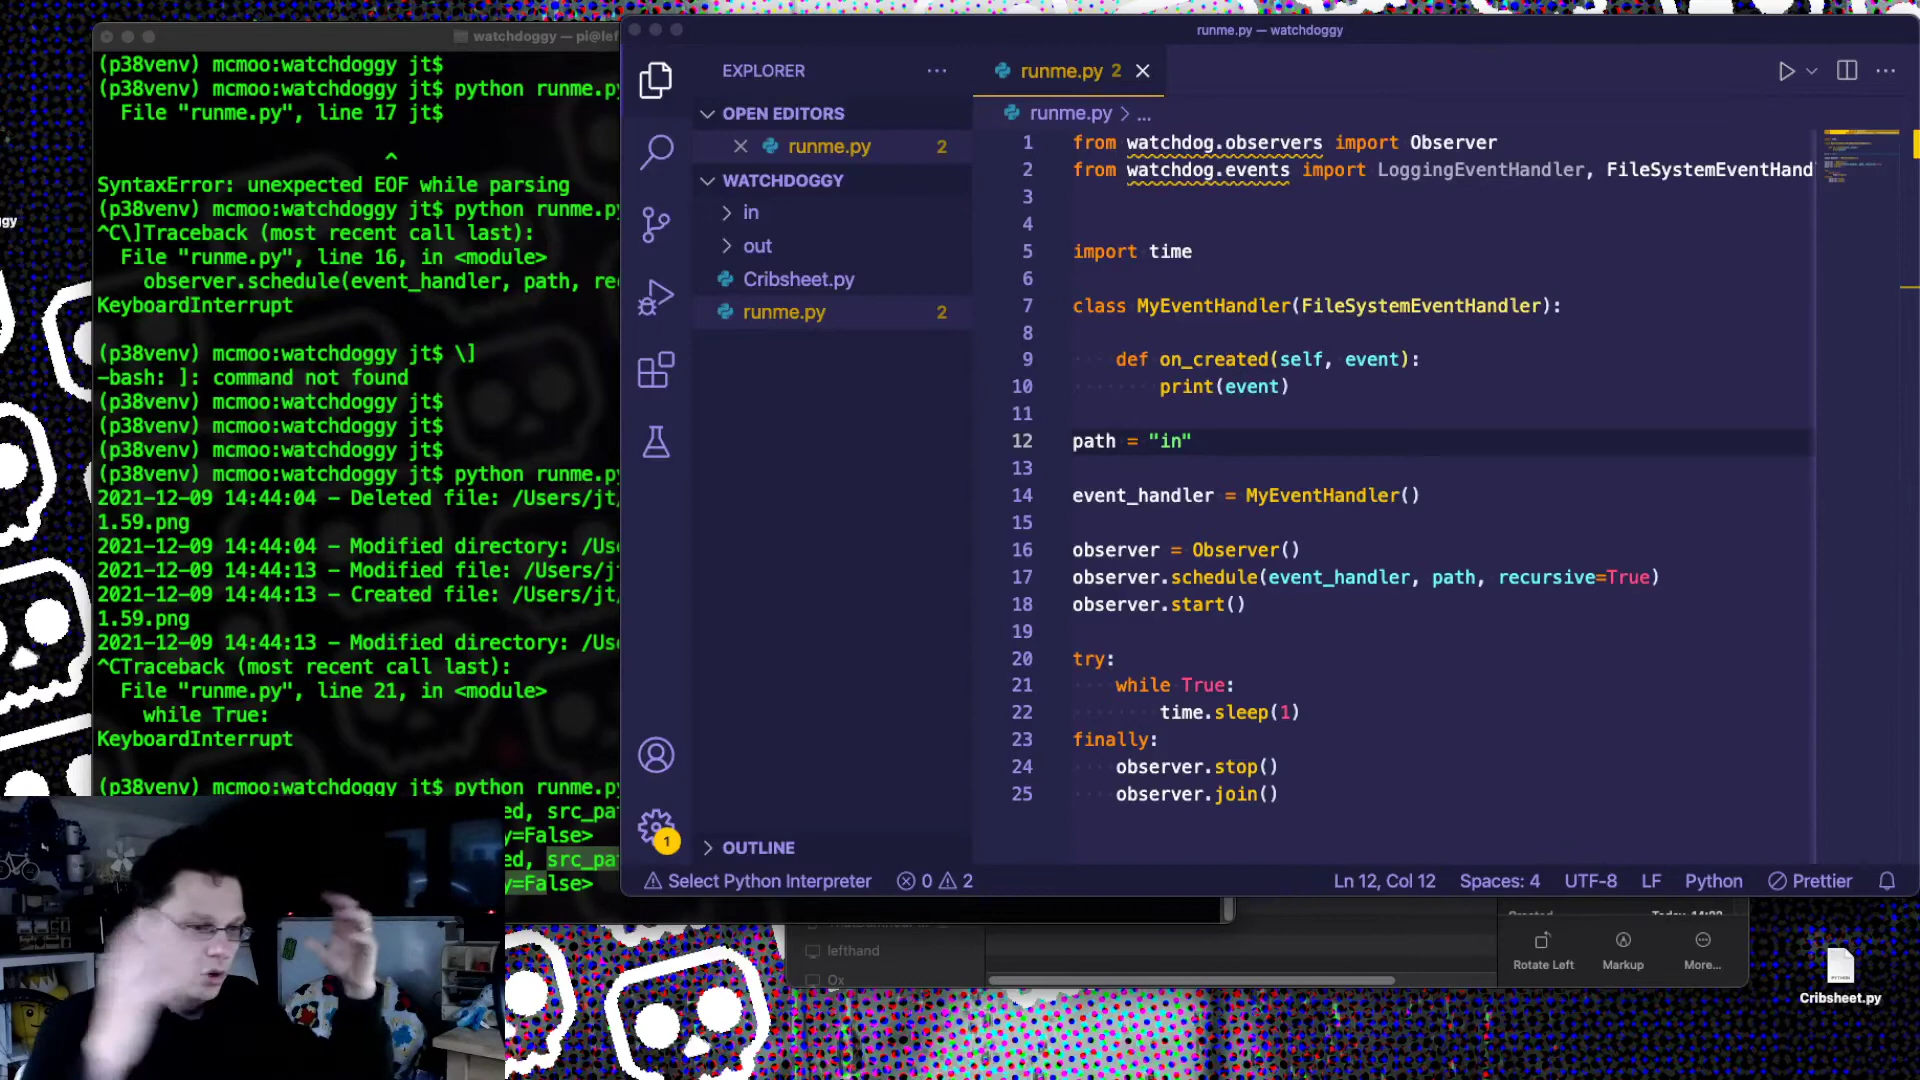 watchdoggy — pi@lef
(p38venv) mcmoo:watchdoggy jt$
(p38venv) mcmoo:watchdoggy jt$ python runme.py
File "runme.py", line 17 jt$
^
SyntaxError: unexpected EOF while parsing
(p38venv) mcmoo:watchdoggy jt$ python runme.py
^C\]Traceback (most recent call last):
File "runme.py", line 16, in <module>
observer.schedule(event_handler, path, rec
KeyboardInterrupt
(p38venv) mcmoo:watchdoggy jt$ \]
-bash: ]: command not found
(p38venv) mcmoo:watchdoggy jt$
(p38venv) mcmoo:watchdoggy jt$
(p38venv) mcmoo:watchdoggy jt$
(p38venv) mcmoo:watchdoggy jt$ python runme.py
2021-12-09 14:44:04 - Deleted file: /Users/jt/
1.59.png
2021-12-09 14:44:04 - Modified directory: /Use
2021-12-09 14:44:13 - Modified file: /Users/j
2021-12-09 14:44:13 - Created file: /Users/jt/
1.59.png
2021-12-09 14:44:13 - Modified directory: /Us
^CTraceback (most recent call last):
File "runme.py", line 21, in <module>
while True:
KeyboardInterrupt
(p38venv) mcmoo:watchdoggy jt$ python runme.py
ed, src_pa
y=False>
ed, src_pa
y=False>
runme.py — watchdoggy
EXPLORER
OPEN EDITORS
runme.py 2
WATCHDOGGY
in
out
Cribsheet.py
runme.py 2
OUTLINE
runme.py 2
runme.py > ...
1 from watchdog.observers import Observer
2 from watchdog.events import LoggingEventHandler, FileSystemEventHand
3
4
5 import time
6
7 class MyEventHandler(FileSystemEventHandler):
8
9 def on_created(self, event):
10 print(event)
11
12 path = "in"
13
14 event_handler = MyEventHandler()
15
16 observer = Observer()
17 observer.schedule(event_handler, path, recursive=True)
18 observer.start()
19
20 try:
21 while True:
22 time.sleep(1)
23 finally:
24 observer.stop()
25 observer.join()
1
Select Python Interpreter 0 2 Ln 12, Col 12 Spaces: 4 UTF-8 LF Python Prettier
lefthand
Ox
Rotate Left Markup More...
Cribsheet.py
ggy